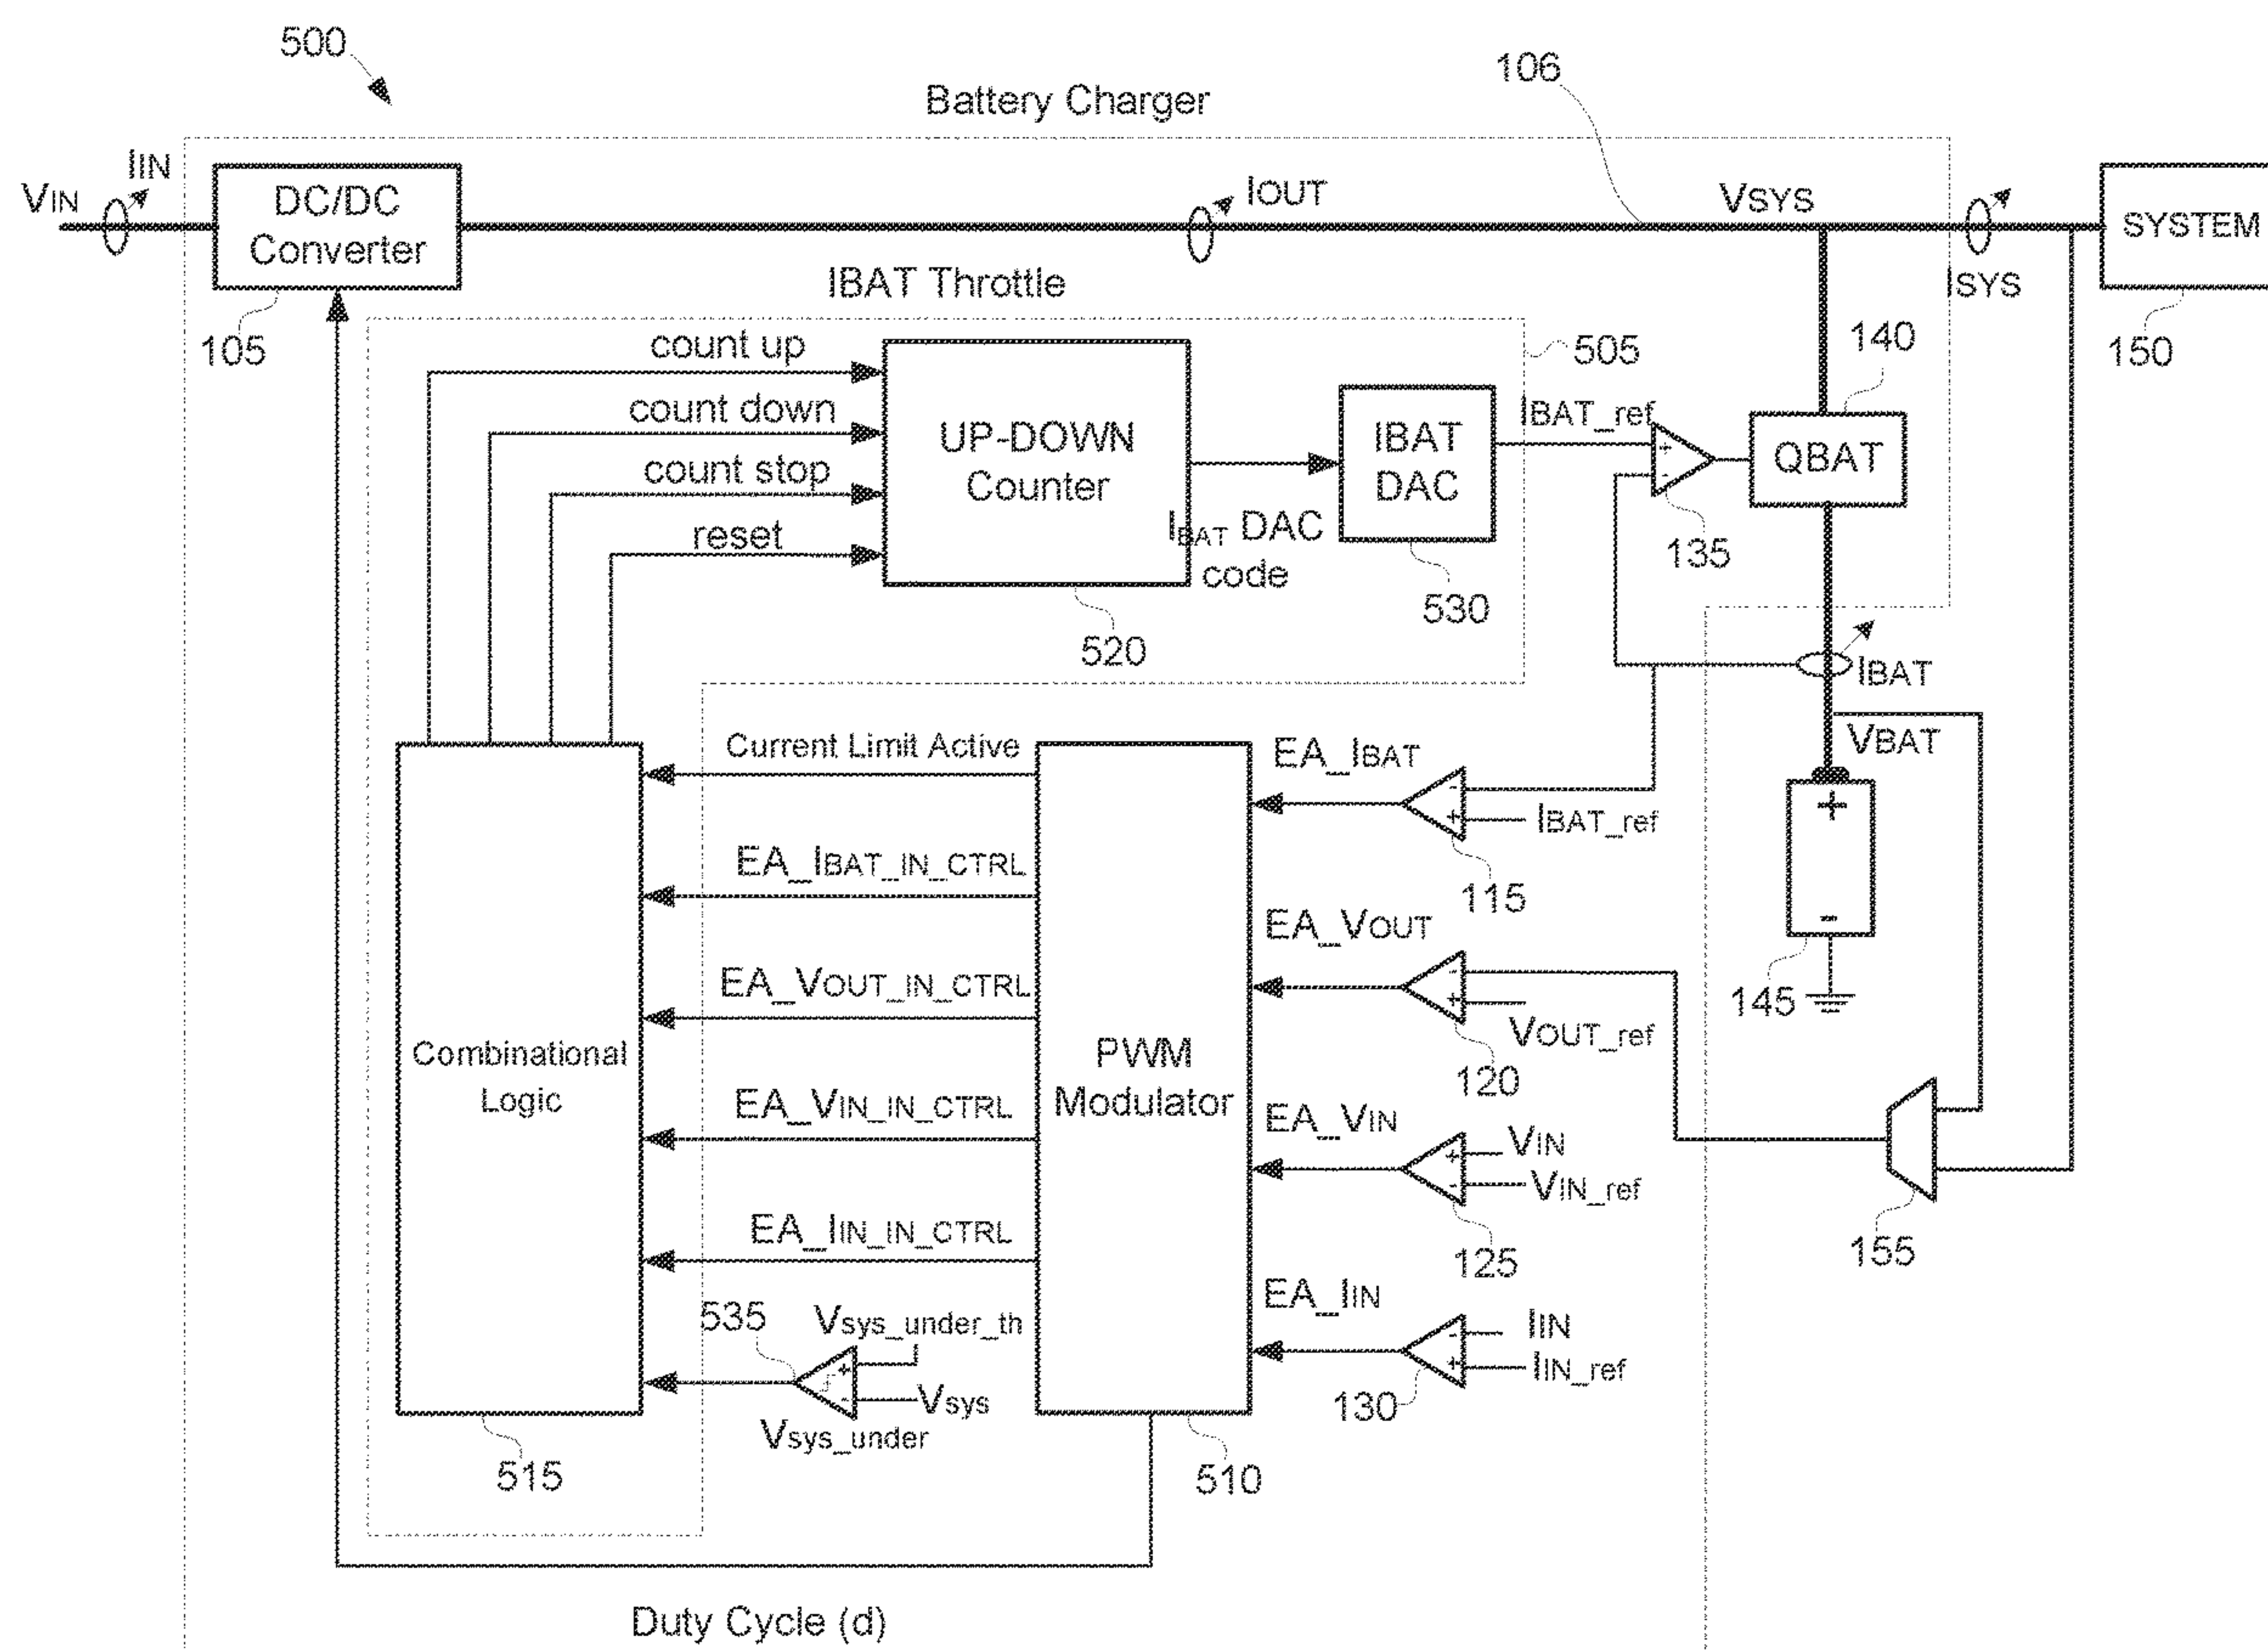 500
Battery Charger
106
VIN
IIN
DC/DC
Converter
105
IOUT
VSYS
ISYS
SYSTEM
150
IBAT Throttle
505
count up
count down
count stop
reset
UP-DOWN
Counter
520
IBAT DAC
code
IBAT
DAC
530
IBAT_ref
+
-
135
140
QBAT
IBAT
VBAT
+
-
145
155
Combinational
Logic
515
Current Limit Active
EA_IBAT_IN_CTRL
EA_VOUT_IN_CTRL
EA_VIN_IN_CTRL
EA_IIN_IN_CTRL
535
Vsys_under_th
+
-
Vsys
Vsys_under
PWM
Modulator
510
EA_IBAT
-
+
IBAT_ref
115
EA_VOUT
-
+
VOUT_ref
120
EA_VIN
+
-
VIN
VIN_ref
125
EA_IIN
-
+
IIN
IIN_ref
130
Duty Cycle (d)